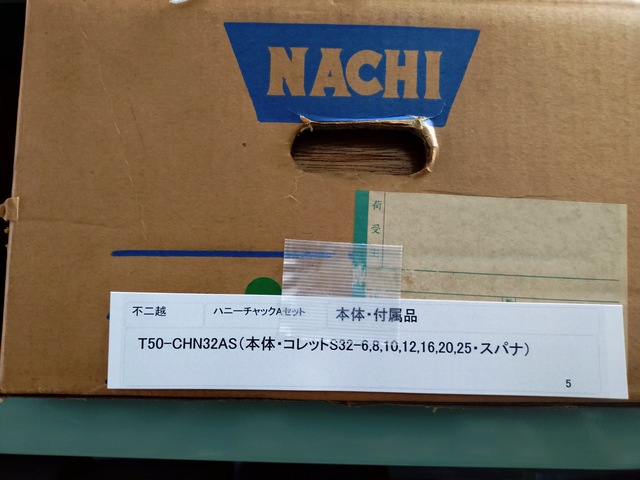 NACHI
荷
受
主
不二越 ハニーチャックAセット 本体・付属品
T50-CHN32AS(本体・コレットS32-6,8,10,12,16,20,25・スパナ)
5